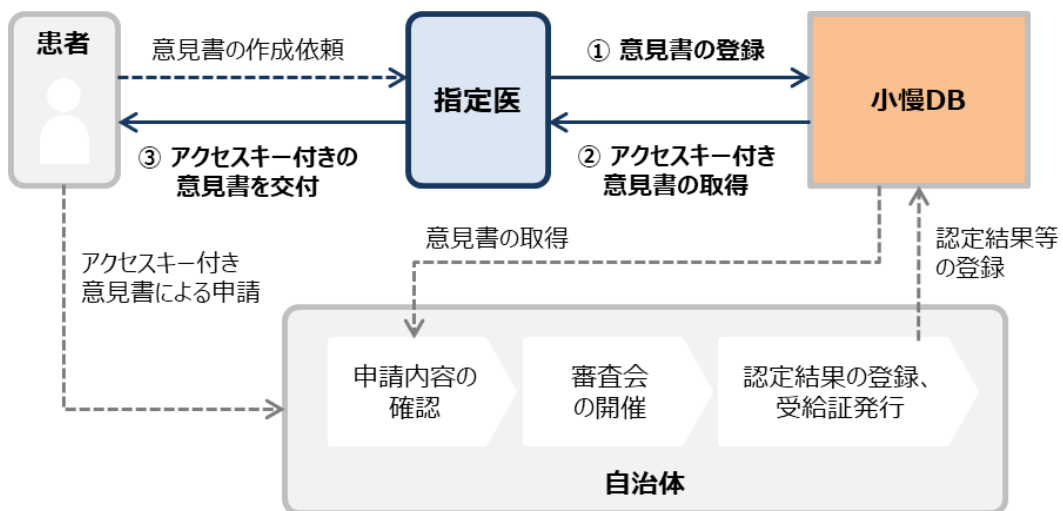 患者
意見書の作成依頼
指定医
① 意見書の登録
小慢DB
③ アクセスキー付きの
意見書を交付
② アクセスキー付き
意見書の取得
意見書の取得
認定結果等
の登録
アクセスキー付き
意見書による申請
申請内容の
確認
審査会
の開催
認定結果の登録、
受給証発行
自治体